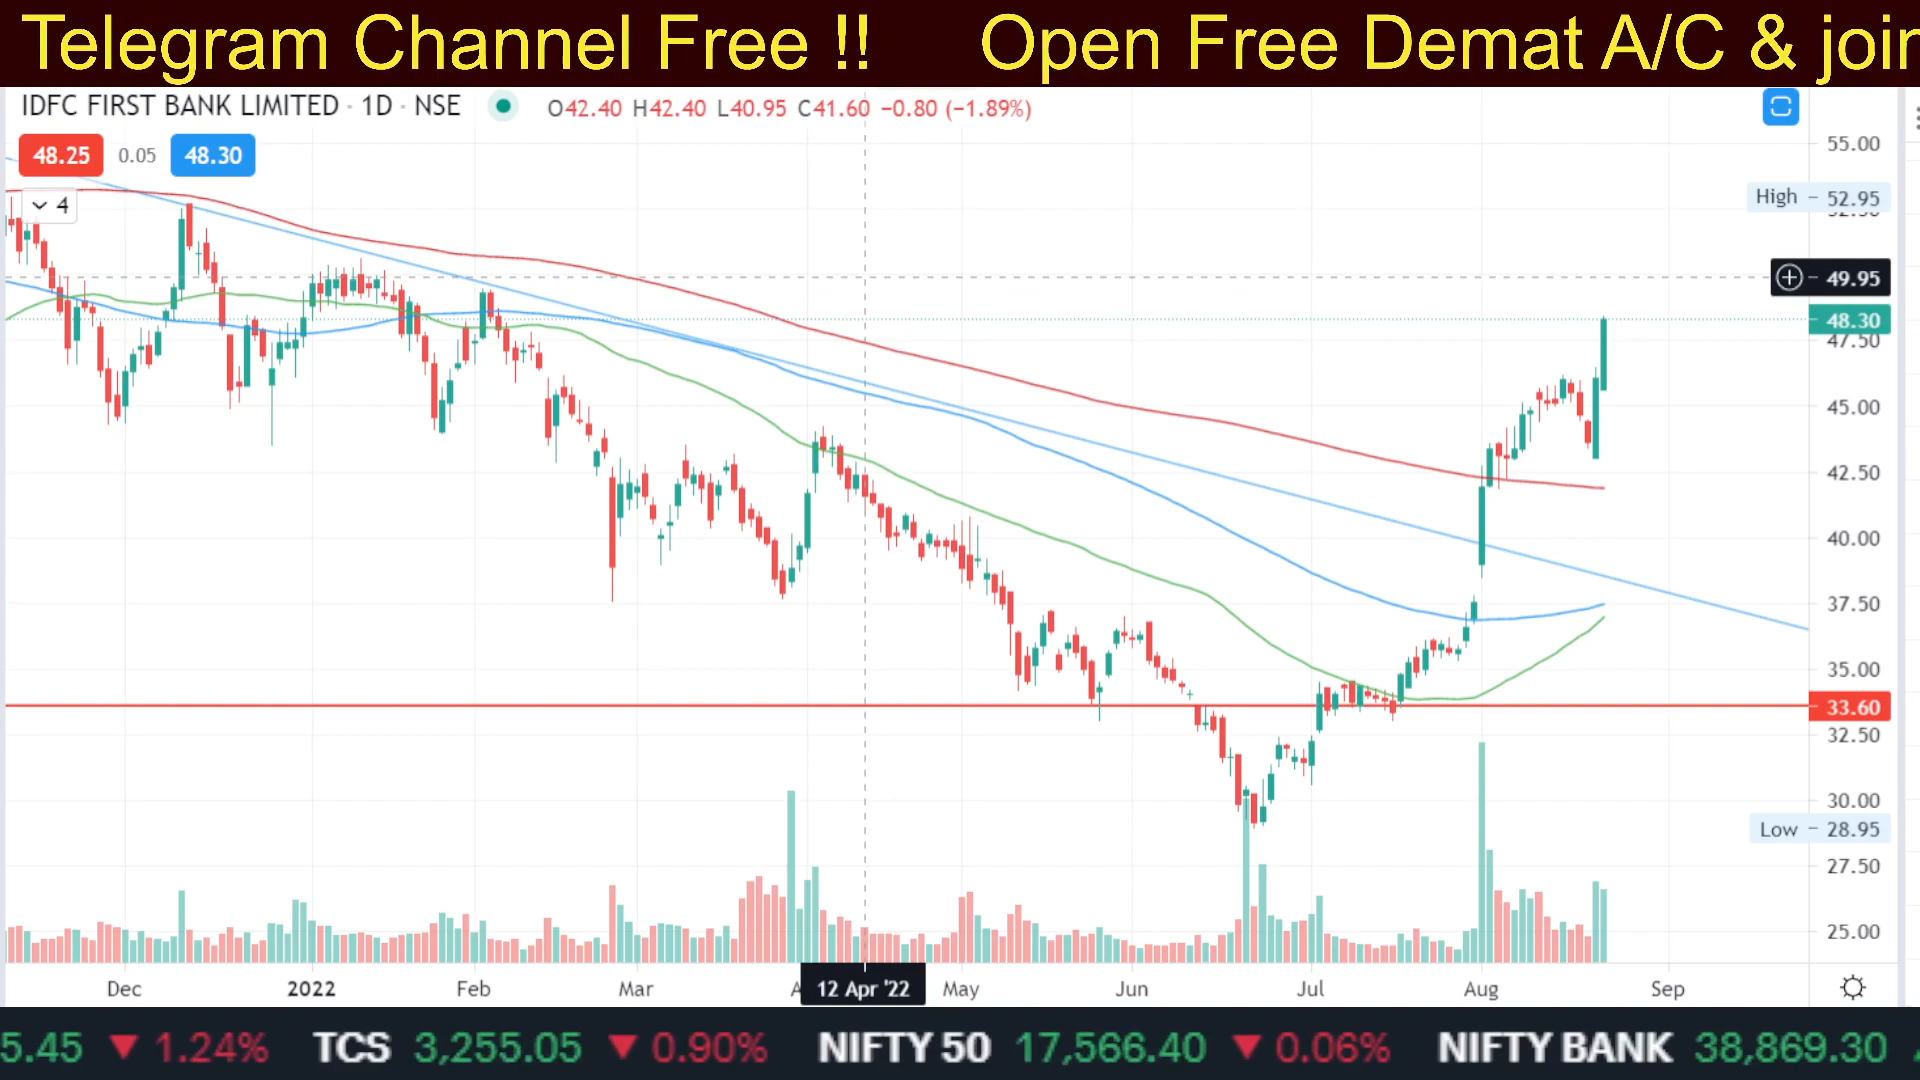 Telegram Channel Free !! Open Free Demat A/C & join
IDFC FIRST BANK LIMITED · 1D · NSE O42.40 H42.40 L40.95 C41.60 −0.80 (−1.89%)
48.25 0.05 48.30
4
55.00
High 52.95
49.95
48.30
47.50
45.00
42.50
40.00
37.50
35.00
33.60
32.50
30.00
Low 28.95
27.50
25.00
Dec 2022 Feb Mar 12 Apr '22 May Jun Jul Aug Sep
5.45 ▼ 1.24% TCS 3,255.05 ▼ 0.90% NIFTY 50 17,566.40 ▼ 0.06% NIFTY BANK 38,869.30